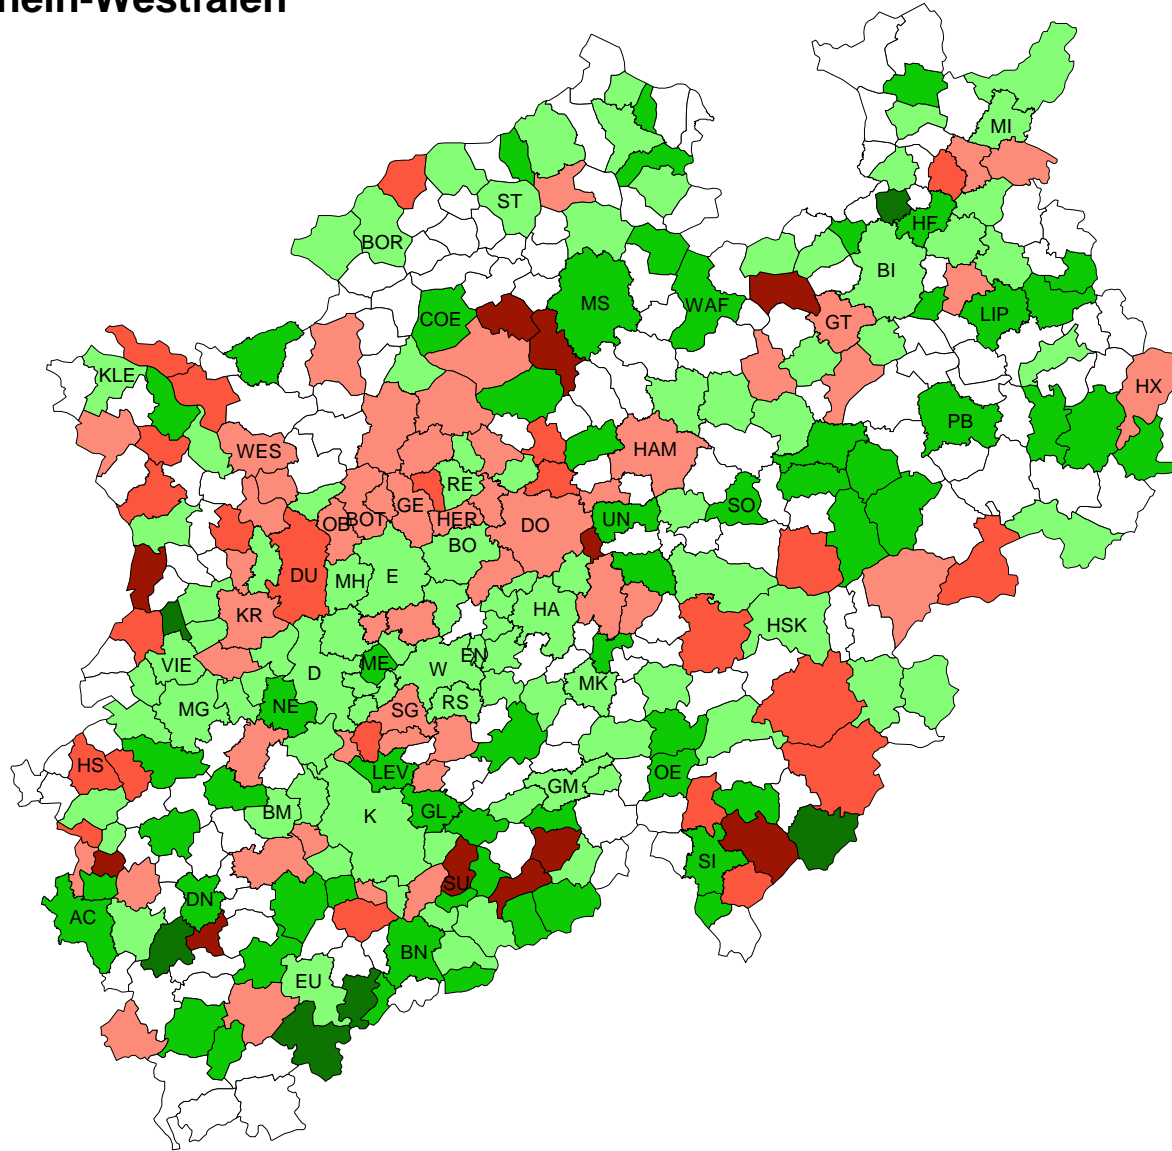 hein-Westfalen
MI
ST
HF
BOR
BI
MS
WAF
COE
LIP
GT
KLE
HX
PB
WES
HAM
RE
GE
SO
OB
BOT
HER
DO
UN
BO
DU
MH
E
HA
KR
HSK
EN
ME
VIE
W
D
MK
RS
NE
SG
MG
HS
LEV
OE
GM
BM
K
GL
SI
SU
DN
AC
BN
EU